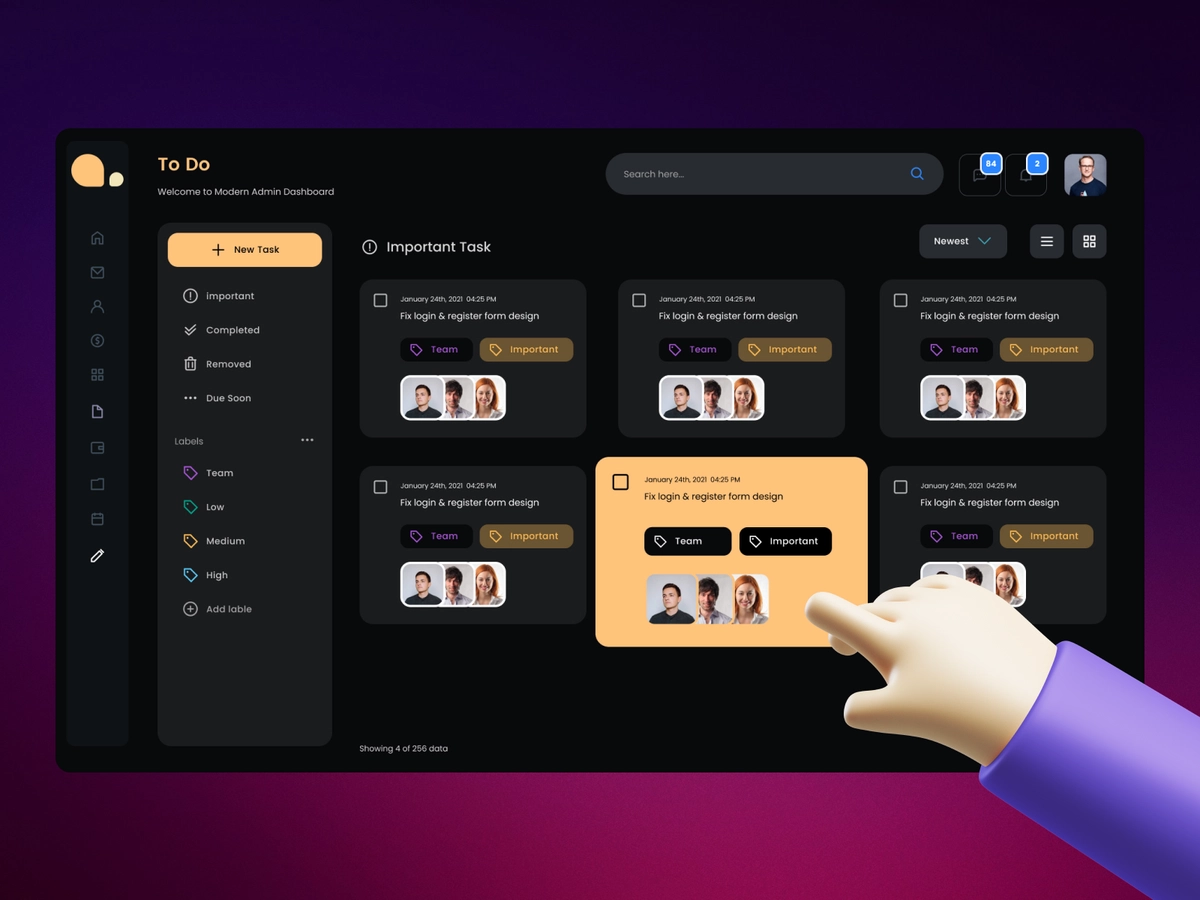 To Do
Welcome to Modern Admin Dashboard
Search here...
84
2
New Task
important
Completed
Removed
Due Soon
Labels
Team
Low
Medium
High
Add lable
Important Task
Newest
January 24th, 2021 04:25 PM
Fix login & register form design
Team Important
January 24th, 2021 04:25 PM
Fix login & register form design
Team Important
January 24th, 2021 04:25 PM
Fix login & register form design
Team Important
January 24th, 2021 04:25 PM
Fix login & register form design
Team Important
January 24th, 2021 04:25 PM
Fix login & register form design
Team Important
January 24th, 2021 04:25 PM
Fix login & register form design
Team Important
Showing 4 of 256 data